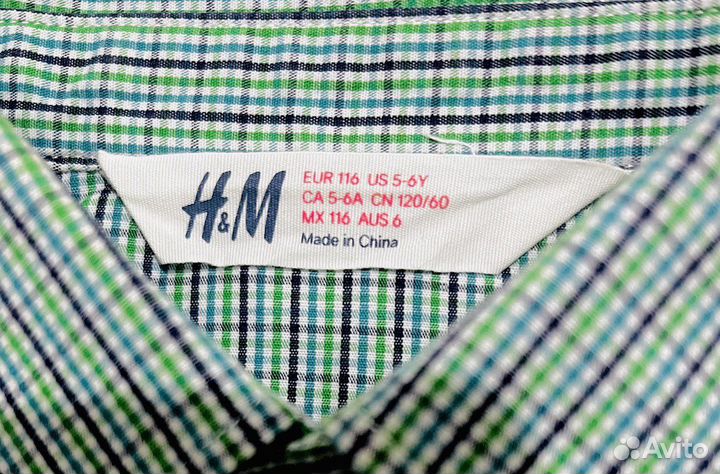 H&M
EUR 116 US 5-6Y
CA 5-6A CN 120/60
MX 116 AUS 6
Made in China
Avito